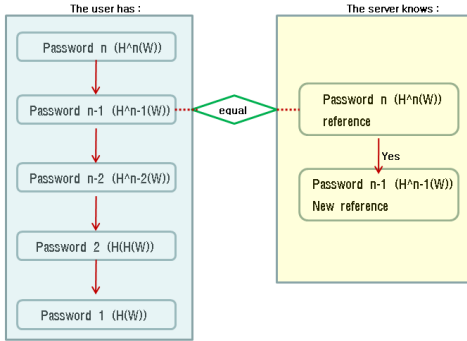 The user has :
Password n (H^n(W))
Password n-1 (H^n-1(W))
Password n-2 (H^n-2(W))
Password 2 (H(H(W))
Password 1 (H(W))
equal
The server knows :
Password n (H^n(W))
reference
Yes
Password n-1 (H^n-1(W))
New reference